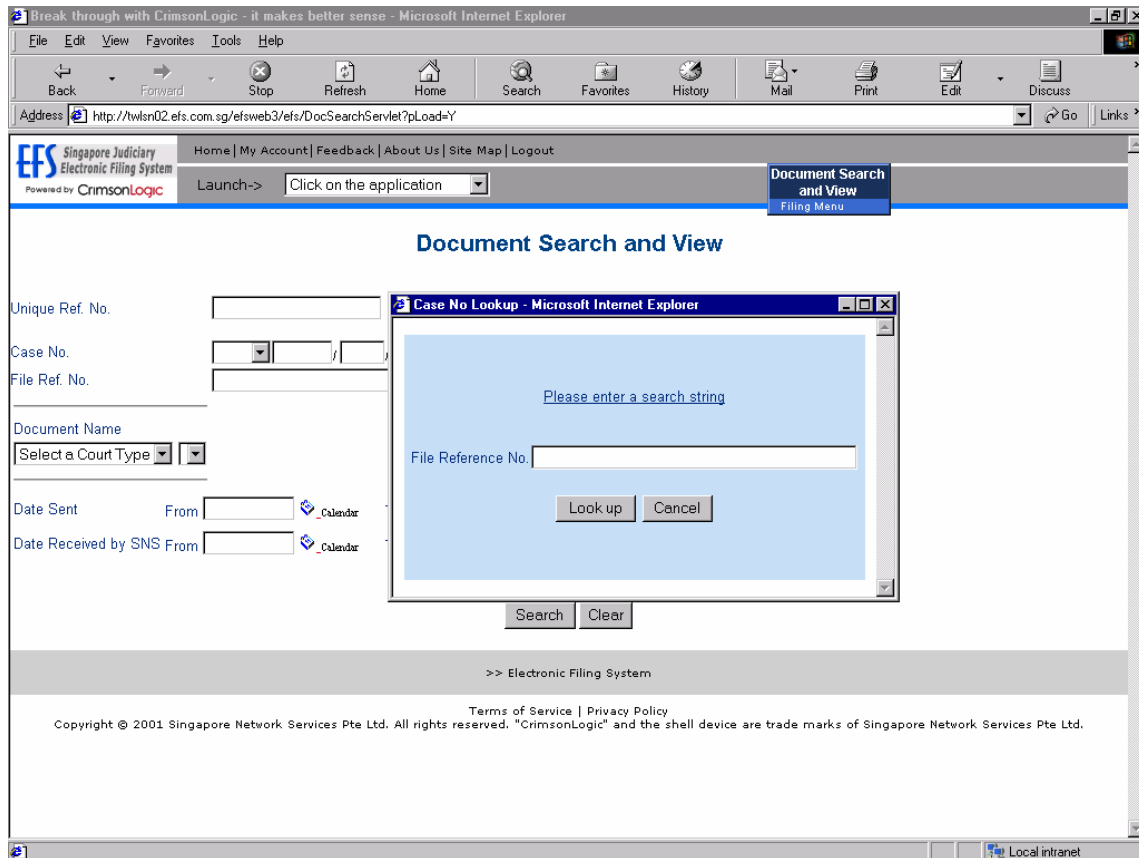 Break through with CrimsonLogic - it makes better sense - Microsoft Internet Explorer
File Edit View Favorites Tools Help
Back Forward Stop Refresh Home Search Favorites History Mail Print Edit Discuss
Address http://twlsn02.efs.com.sg/efsweb3/efs/DocSearchServlet?pLoad=Y Go Links
EFS Singapore Judiciary Electronic Filing System
Powered by CrimsonLogic
Home | My Account | Feedback | About Us | Site Map | Logout
Launch-> Click on the application
Document Search and View
Filing Menu
Document Search and View
Unique Ref. No.
Case No. / /
File Ref. No.
Document Name
Select a Court Type
Date Sent From Calendar
Date Received by SNS From Calendar
Case No Lookup - Microsoft Internet Explorer
Please enter a search string
File Reference No.
Look up Cancel
Search Clear
>> Electronic Filing System
Terms of Service | Privacy Policy
Copyright © 2001 Singapore Network Services Pte Ltd. All rights reserved. "CrimsonLogic" and the shell device are trade marks of Singapore Network Services Pte Ltd.
Local intranet